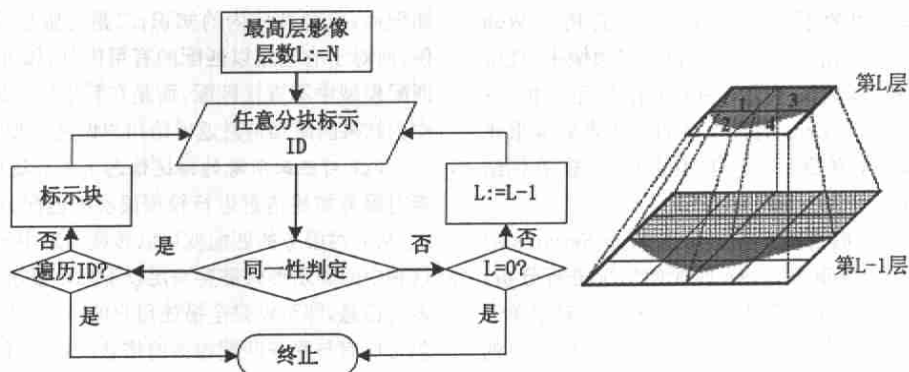 最高层影像
层数L:=N
任意分块标示
ID
标示块
L:=L-1
否
是
否
否
遍历ID?
同一性判定
L=0?
是
是
终止
第L层
1
3
2
4
第L-1层